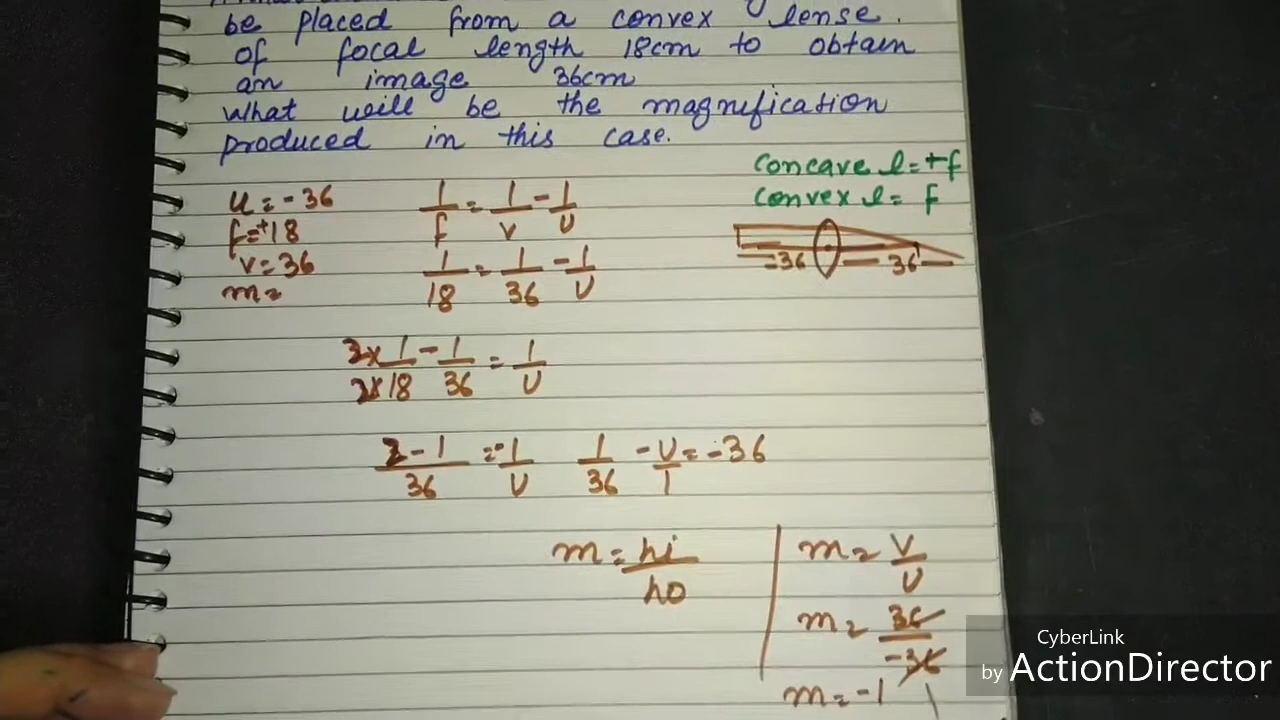 be placed from a convex lense.
of focal length 18cm to obtain
an image 36cm
what will be the magnification
produced in this case.
concave l = +f
convex l = f
u = -36
f = +18
v = 36
m =
1/f = 1/v - 1/u
1/18 = 1/36 - 1/u
-36 36
2x1/2x18 - 1/36 = 1/u
2-1/36 = -1/u 1/36 -u/1 = -36
m = hi/ho
m = v/u
m = 36/-36
m = -1 1
CyberLink
by ActionDirector